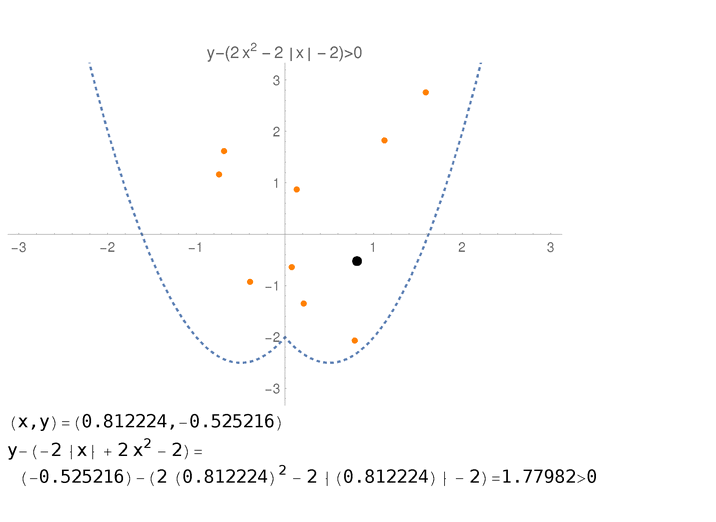 y−(2 x² − 2 |x| − 2)>0
3
2
1
−3 −2 −1 1 2 3
−1
−2
−3
(x,y)=(0.812224,−0.525216)
y−(−2 |x| + 2 x² − 2)=
(−0.525216)−(2 (0.812224)² − 2 |(0.812224)| − 2)=1.77982>0